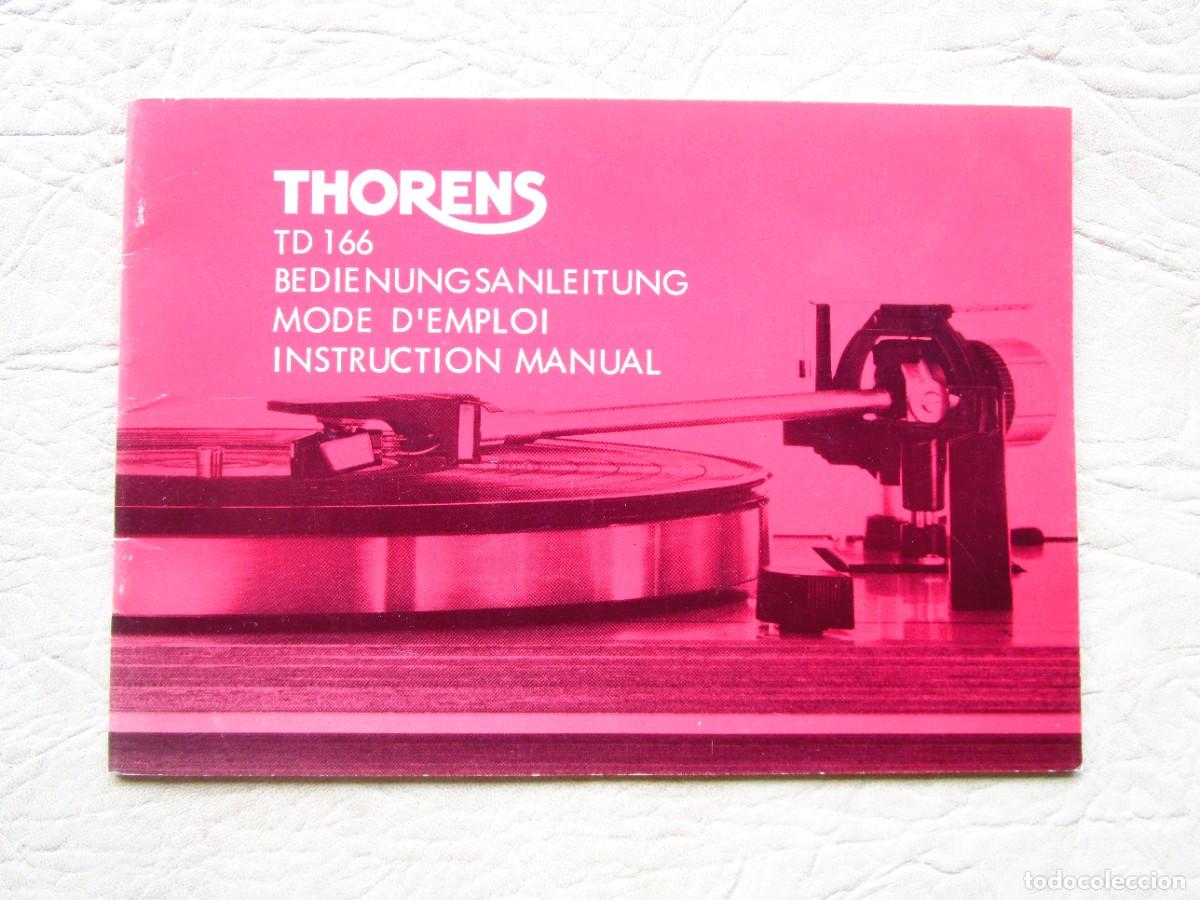 THORENS
TD 166
BEDIENUNGSANLEITUNG
MODE D'EMPLOI
INSTRUCTION MANUAL
todocoleccion